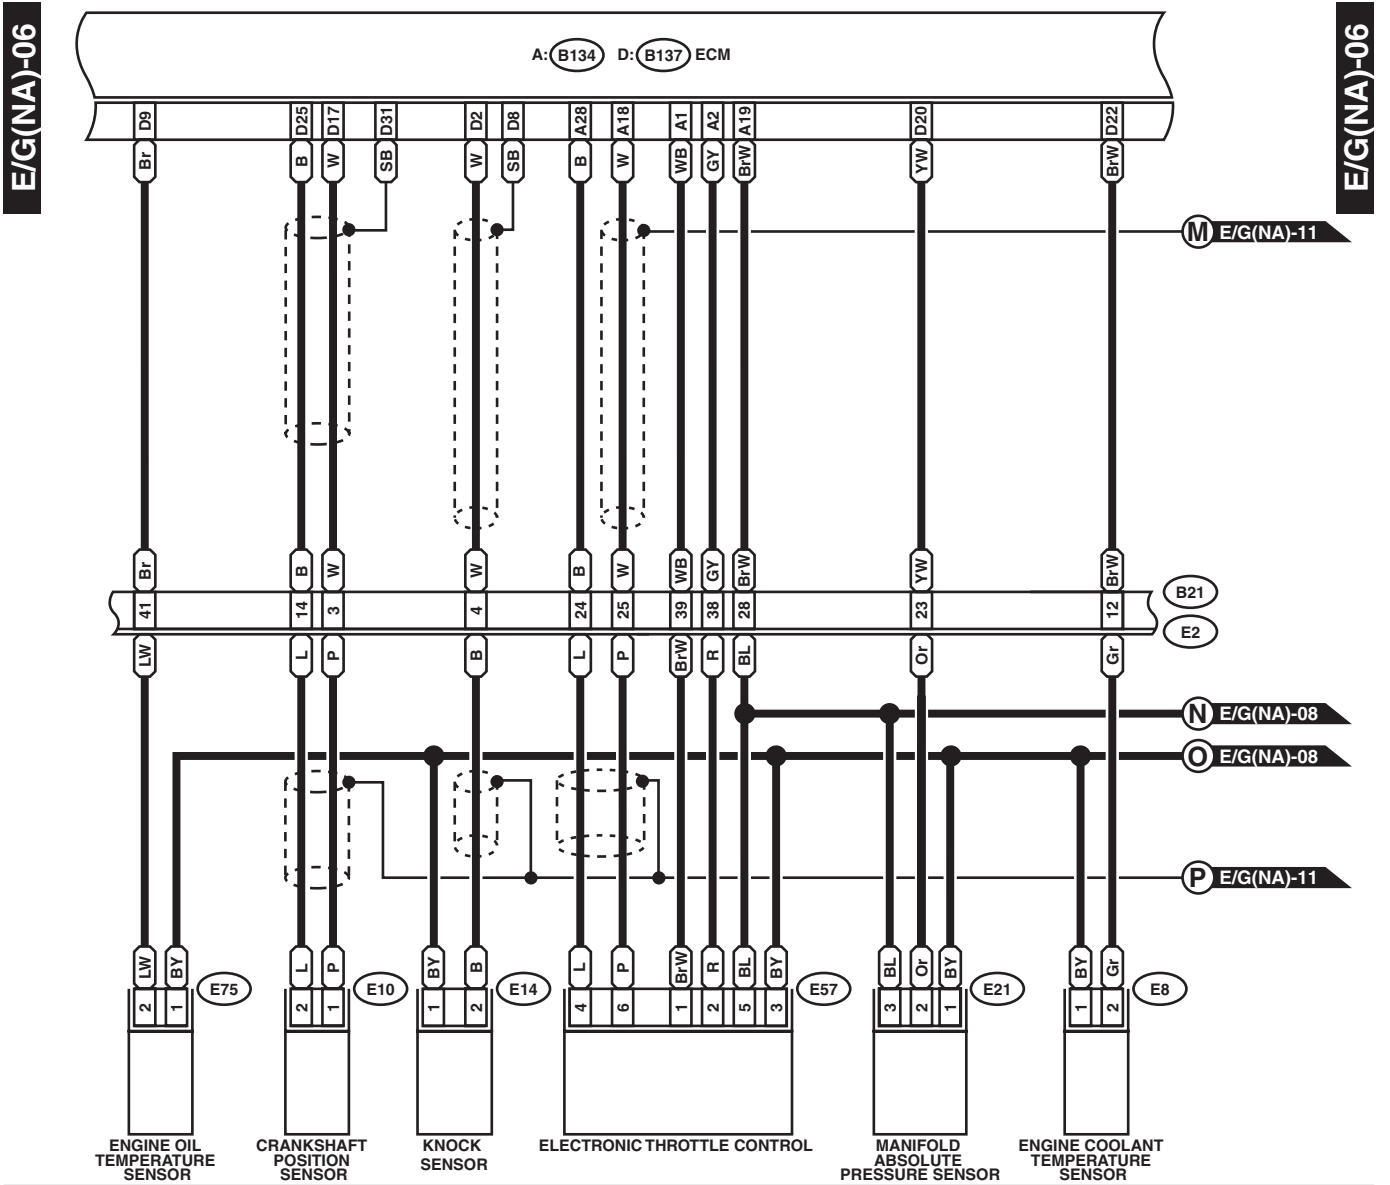 E/G(NA)-06
E/G(NA)-06
A: B134 D: B137 ECM
D9 D25 D17 D31 D2 D8 A28 A18 A1 A2 A19 D20 D22
Br B W SB W SB B W WB GY BrW YW BrW
M E/G(NA)-11
Br B W W B W WB GY BrW YW BrW
B21
41 14 3 4 24 25 39 38 28 23 12
E2
LW L P B L P BrW R BL Or Gr
N E/G(NA)-08
O E/G(NA)-08
P E/G(NA)-11
LW BY L P BY B L P BrW R BL BY BL Or BY BY Gr
E75 E10 E14 E57 E21 E8
2 1 2 1 1 2 4 6 1 2 5 3 3 2 1 1 2
ENGINE OIL
TEMPERATURE
SENSOR
CRANKSHAFT
POSITION
SENSOR
KNOCK
SENSOR
ELECTRONIC THROTTLE CONTROL
MANIFOLD
ABSOLUTE
PRESSURE SENSOR
ENGINE COOLANT
TEMPERATURE
SENSOR